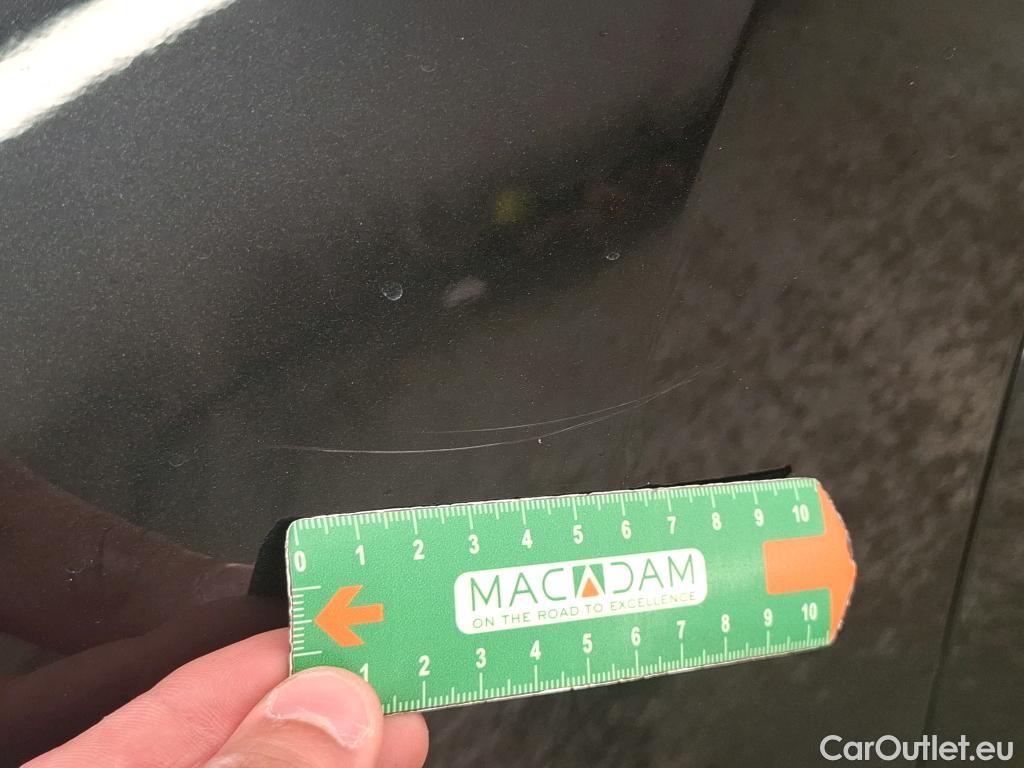 0 1 2 3 4 5 6 7 8 9 10
MACADAM
ON THE ROAD TO EXCELLENCE
1 2 3 4 5 6 7 8 9 10
CarOutlet.eu